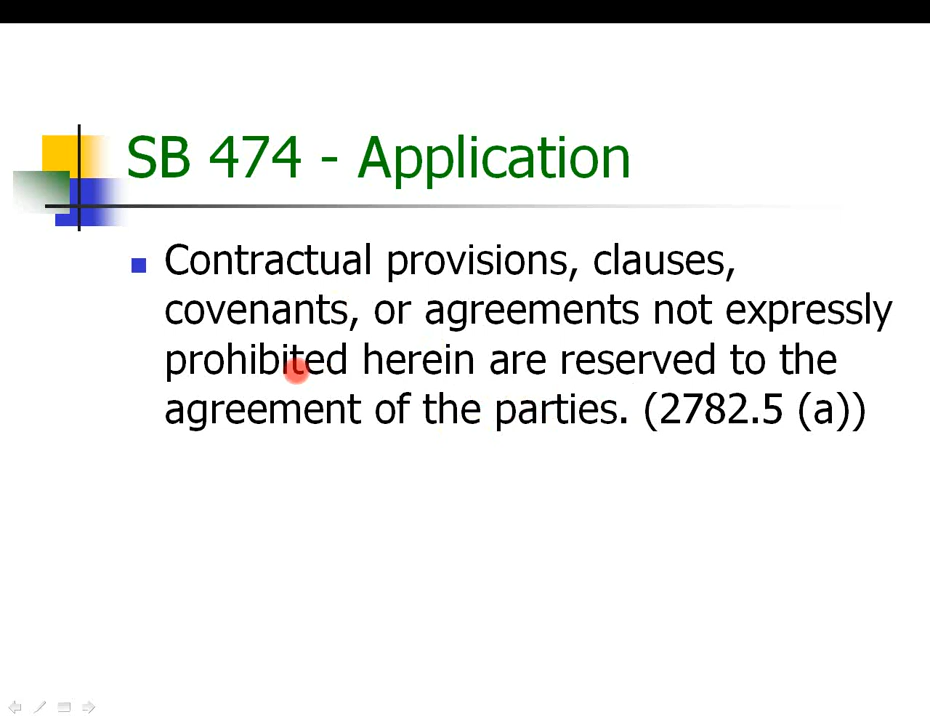 SB 474 - Application
Contractual provisions, clauses,
covenants, or agreements not expressly
prohibited herein are reserved to the
agreement of the parties. (2782.5 (a))